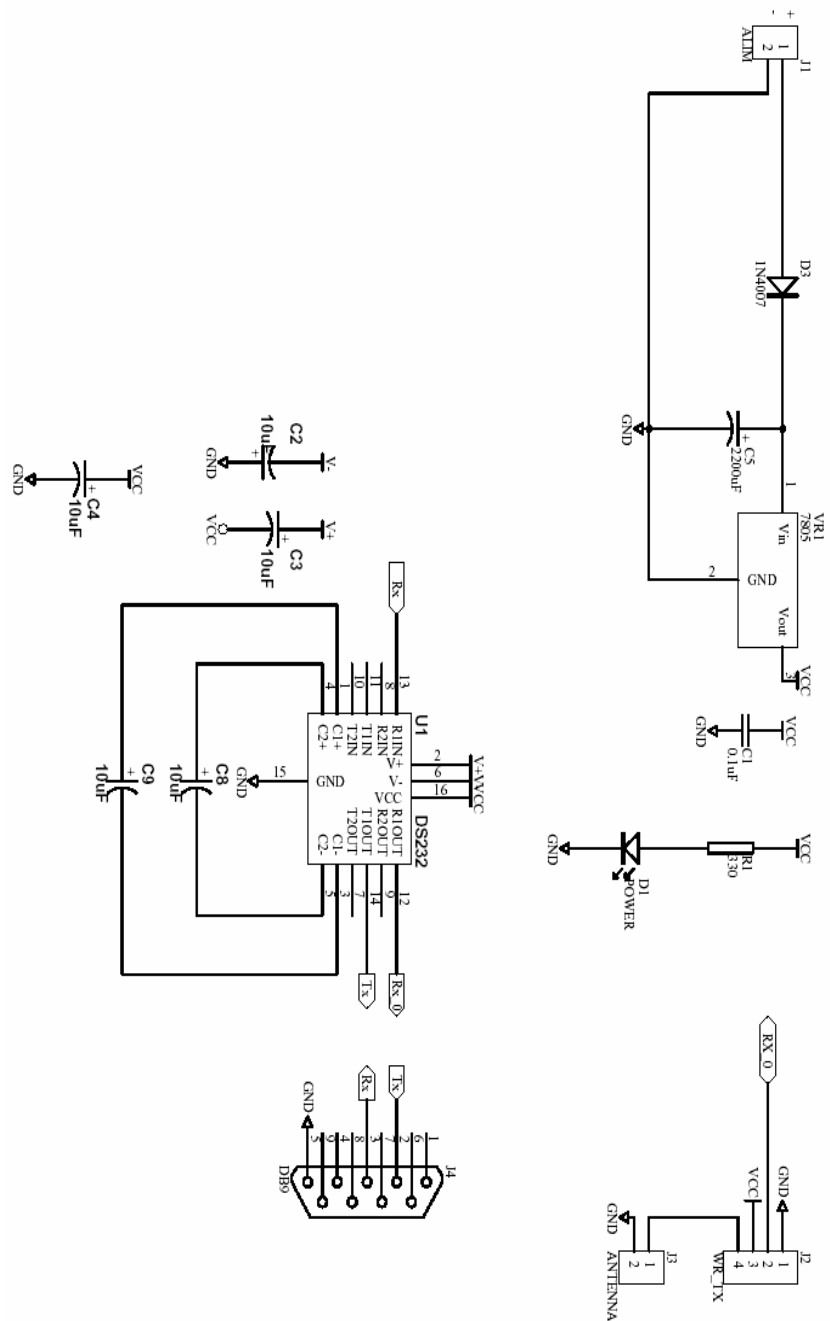 - +
ALIM
2 1
J1
D3
1N4007
GND
+
C5
2200uF
1
VR1
7805
Vin
GND
2
Vout
3
VCC
VCC
C1
0.1uF
GND
VCC
R1
330
D1
POWER
GND
C2
10uF
+
GND
V-
VCC
C3
10uF
+
V+
GND
C4
10uF
+
VCC
Rx
13
8
11
10
1
4
U1
DS232
R1IN
R2IN
T1IN
T2IN
C1+
C2+
V+
V-
VCC
GND
R1OUT
R2OUT
T1OUT
T2OUT
C1-
C2-
2
6
16
V+VVCC
15
GND
12
9
14
7
3
5
C8
10uF
+
C9
10uF
+
Tx
Rx_0
Rx
Tx
GND
5
9
4
8
3
7
2
6
1
DB9
J4
RX_0
VCC
GND
4
3
2
1
WR_TX
J2
GND
2
1
ANTENNA
J3